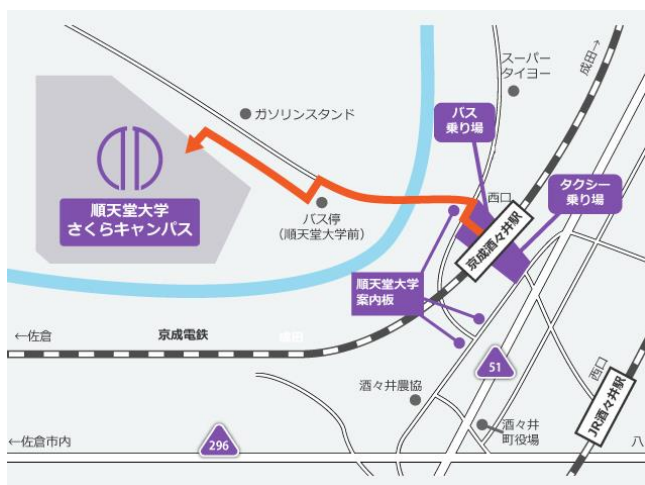 スーパー
タイヨー
成田→
ガソリンスタンド
バス
乗り場
西口
タクシー
乗り場
順天堂大学
さくらキャンパス
バス停
(順天堂大学前)
京成酒々井駅
順天堂大学
案内板
←佐倉
京成電鉄
51
西口
酒々井農協
JR酒々井駅
酒々井
町役場
←佐倉市内
296
八